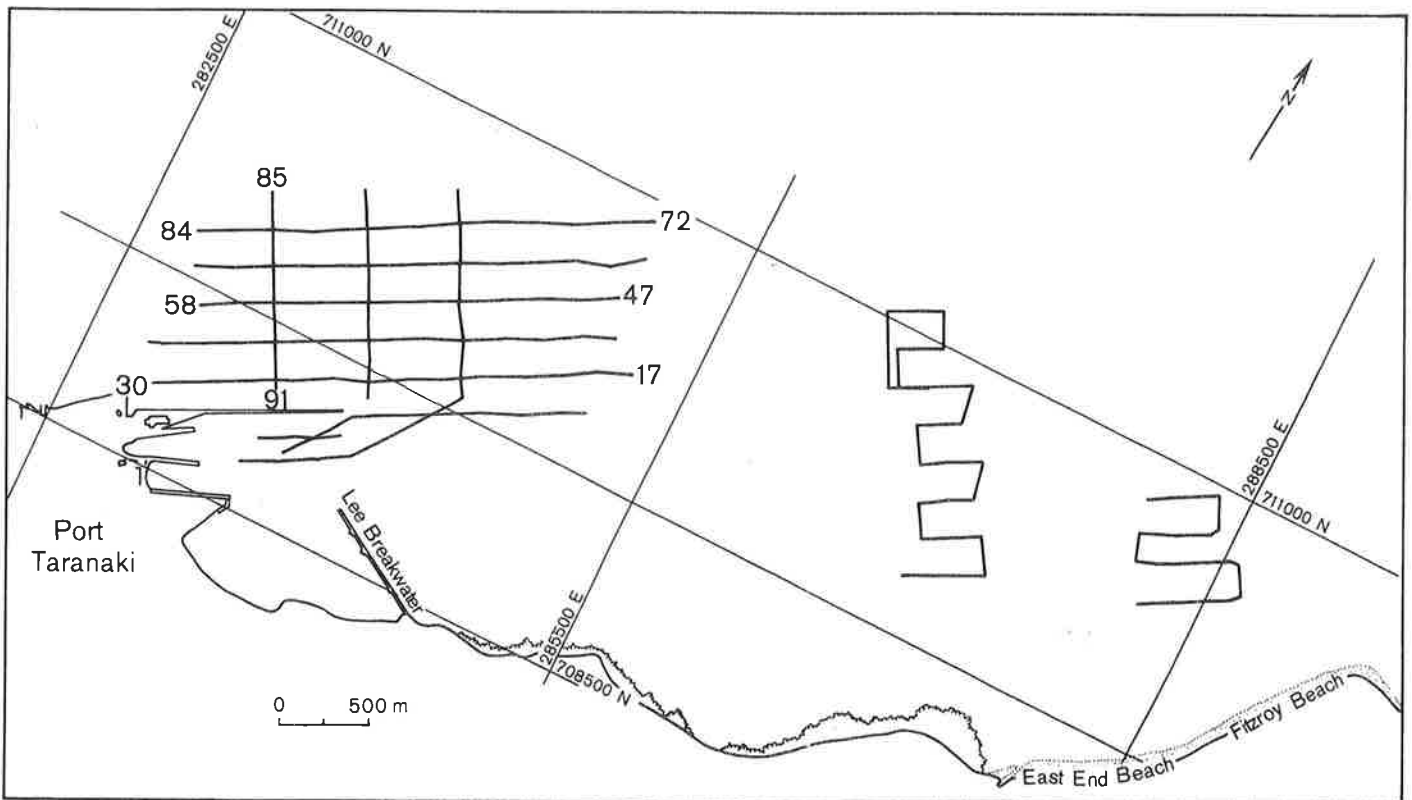 282500 E
711000 N
N
85
84
72
58
47
30
91
17
Port
Taranaki
Lee Breakwater
285500 E
708500 N
288500 E
711000 N
0 500 m
East End Beach
Fitzroy Beach